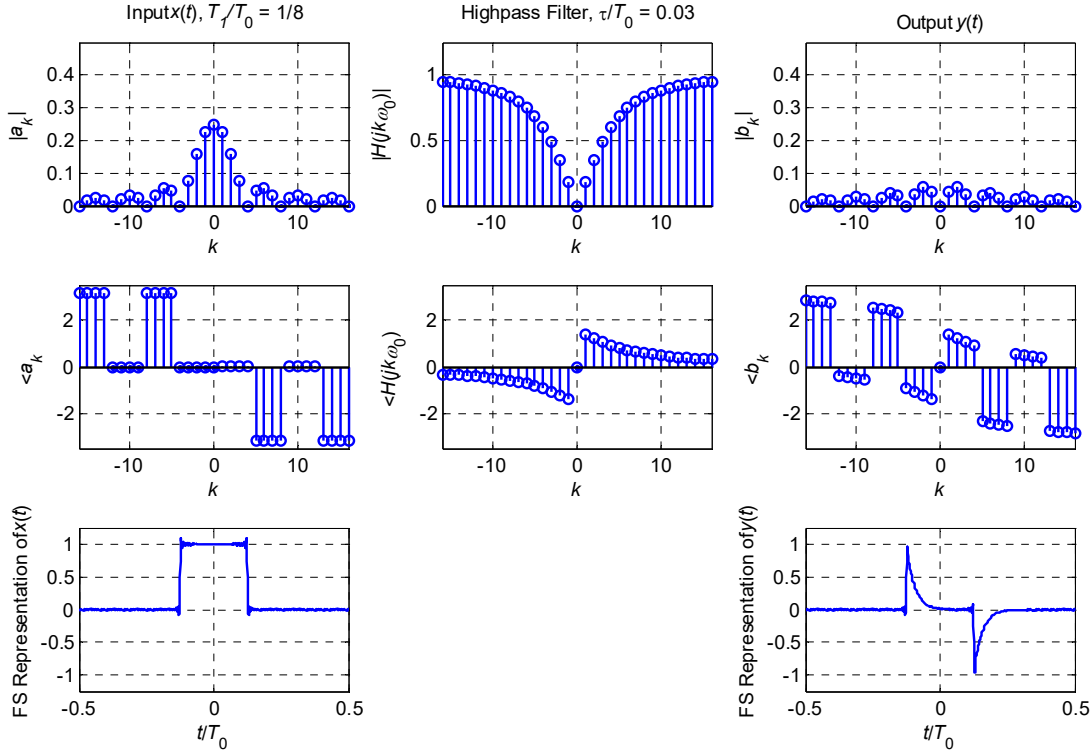 Input x(t), T1/T0 = 1/8
Highpass Filter, τ/T0 = 0.03
Output y(t)
|ak|
0.4
0.3
0.2
0.1
0
-10 0 10
k
|H(jkω0)|
1
0.5
0
-10 0 10
k
|bk|
0.4
0.3
0.2
0.1
0
-10 0 10
k
<ak
2
0
-2
-10 0 10
k
<H(jkω0)
2
0
-2
-10 0 10
k
<bk
2
0
-2
-10 0 10
k
FS Representation of x(t)
1
0.5
0
-0.5
-1
-0.5 0 0.5
t/T0
FS Representation of y(t)
1
0.5
0
-0.5
-1
-0.5 0 0.5
t/T0